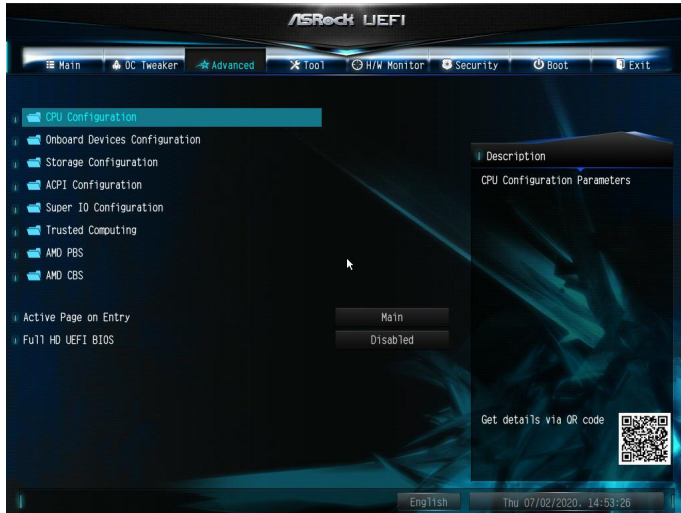 ASRock UEFI
Main
OC Tweaker
Advanced
Tool
H/W Monitor
Security
Boot
Exit
CPU Configuration
Onboard Devices Configuration
Storage Configuration
ACPI Configuration
Super IO Configuration
Trusted Computing
AMD PBS
AMD CBS
Active Page on Entry
Main
Full HD UEFI BIOS
Disabled
Description
CPU Configuration Parameters
Get details via QR code
English
Thu 07/02/2020. 14:53:26